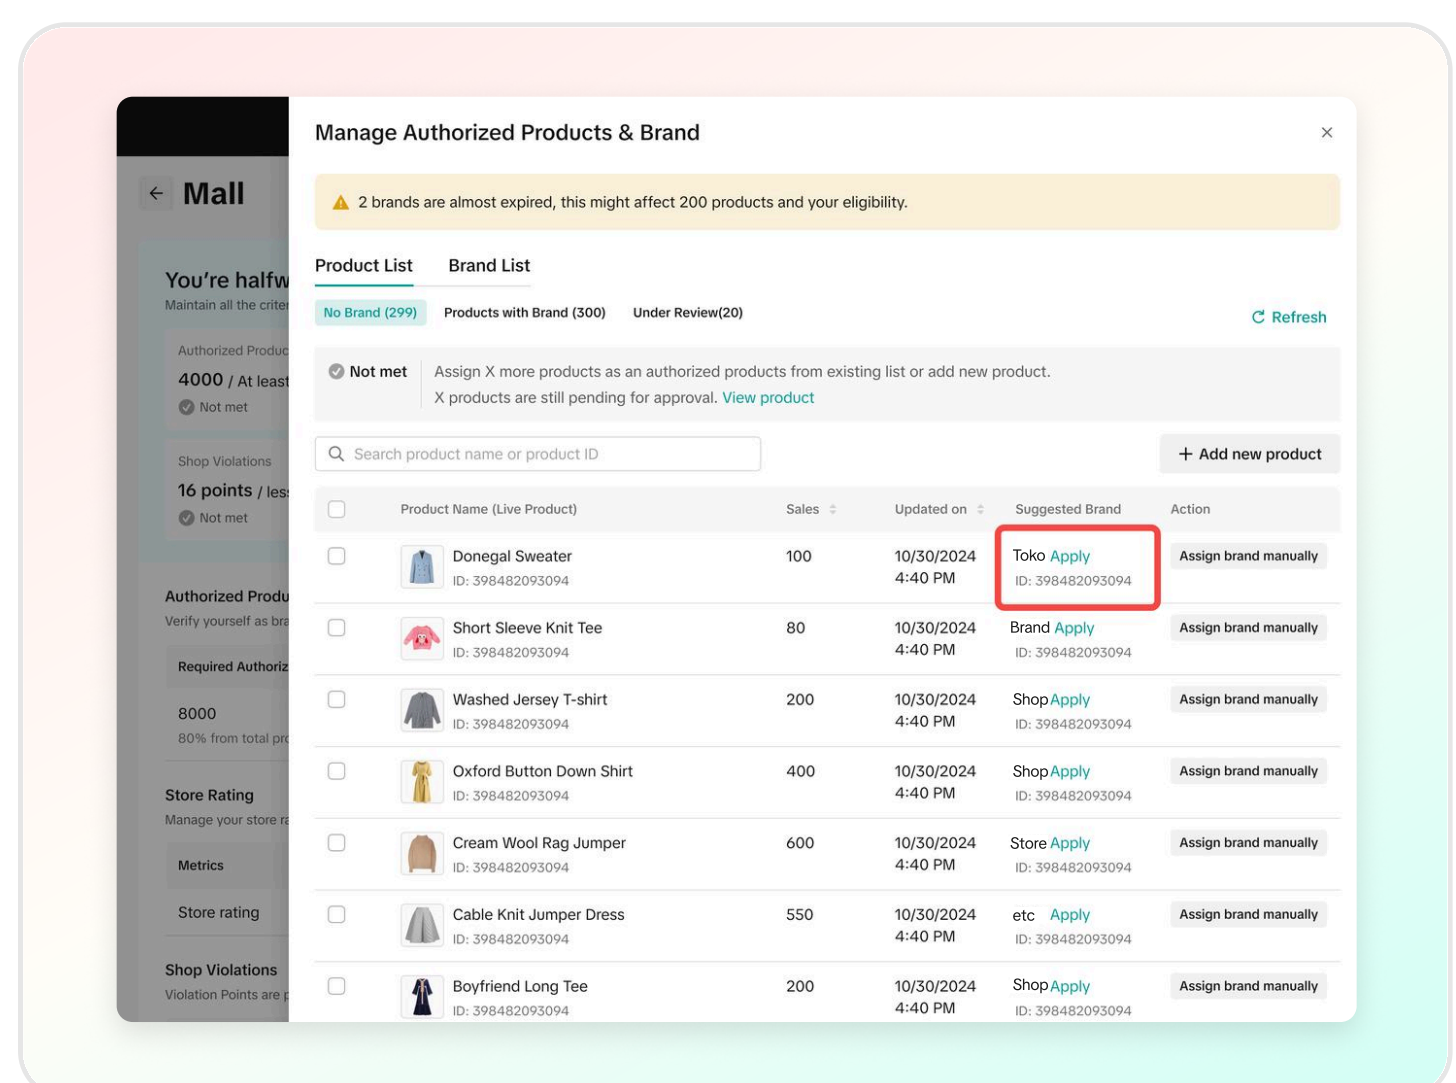 Mall
You're halfw
Maintain all the criter
Authorized Produc
4000 / At least
Not met
Shop Violations
16 points / less
Not met
Authorized Produ
Verify yourself as bra
Required Authoriz
8000
80% from total pro
Store Rating
Manage your store ra
Metrics
Store rating
Shop Violations
Violation Points are p
Manage Authorized Products & Brand
2 brands are almost expired, this might affect 200 products and your eligibility.
Product List Brand List
No Brand (299) Products with Brand (300) Under Review(20)
Refresh
Not met
Assign X more products as an authorized products from existing list or add new product.
X products are still pending for approval. View product
Search product name or product ID
+ Add new product
Product Name (Live Product) Sales Updated on Suggested Brand Action
Donegal Sweater 100 10/30/2024 Toko Apply Assign brand manually
ID: 398482093094 4:40 PM ID: 398482093094
Short Sleeve Knit Tee 80 10/30/2024 Brand Apply Assign brand manually
ID: 398482093094 4:40 PM ID: 398482093094
Washed Jersey T-shirt 200 10/30/2024 Shop Apply Assign brand manually
ID: 398482093094 4:40 PM ID: 398482093094
Oxford Button Down Shirt 400 10/30/2024 Shop Apply Assign brand manually
ID: 398482093094 4:40 PM ID: 398482093094
Cream Wool Rag Jumper 600 10/30/2024 Store Apply Assign brand manually
ID: 398482093094 4:40 PM ID: 398482093094
Cable Knit Jumper Dress 550 10/30/2024 etc Apply Assign brand manually
ID: 398482093094 4:40 PM ID: 398482093094
Boyfriend Long Tee 200 10/30/2024 Shop Apply Assign brand manually
ID: 398482093094 4:40 PM ID: 398482093094